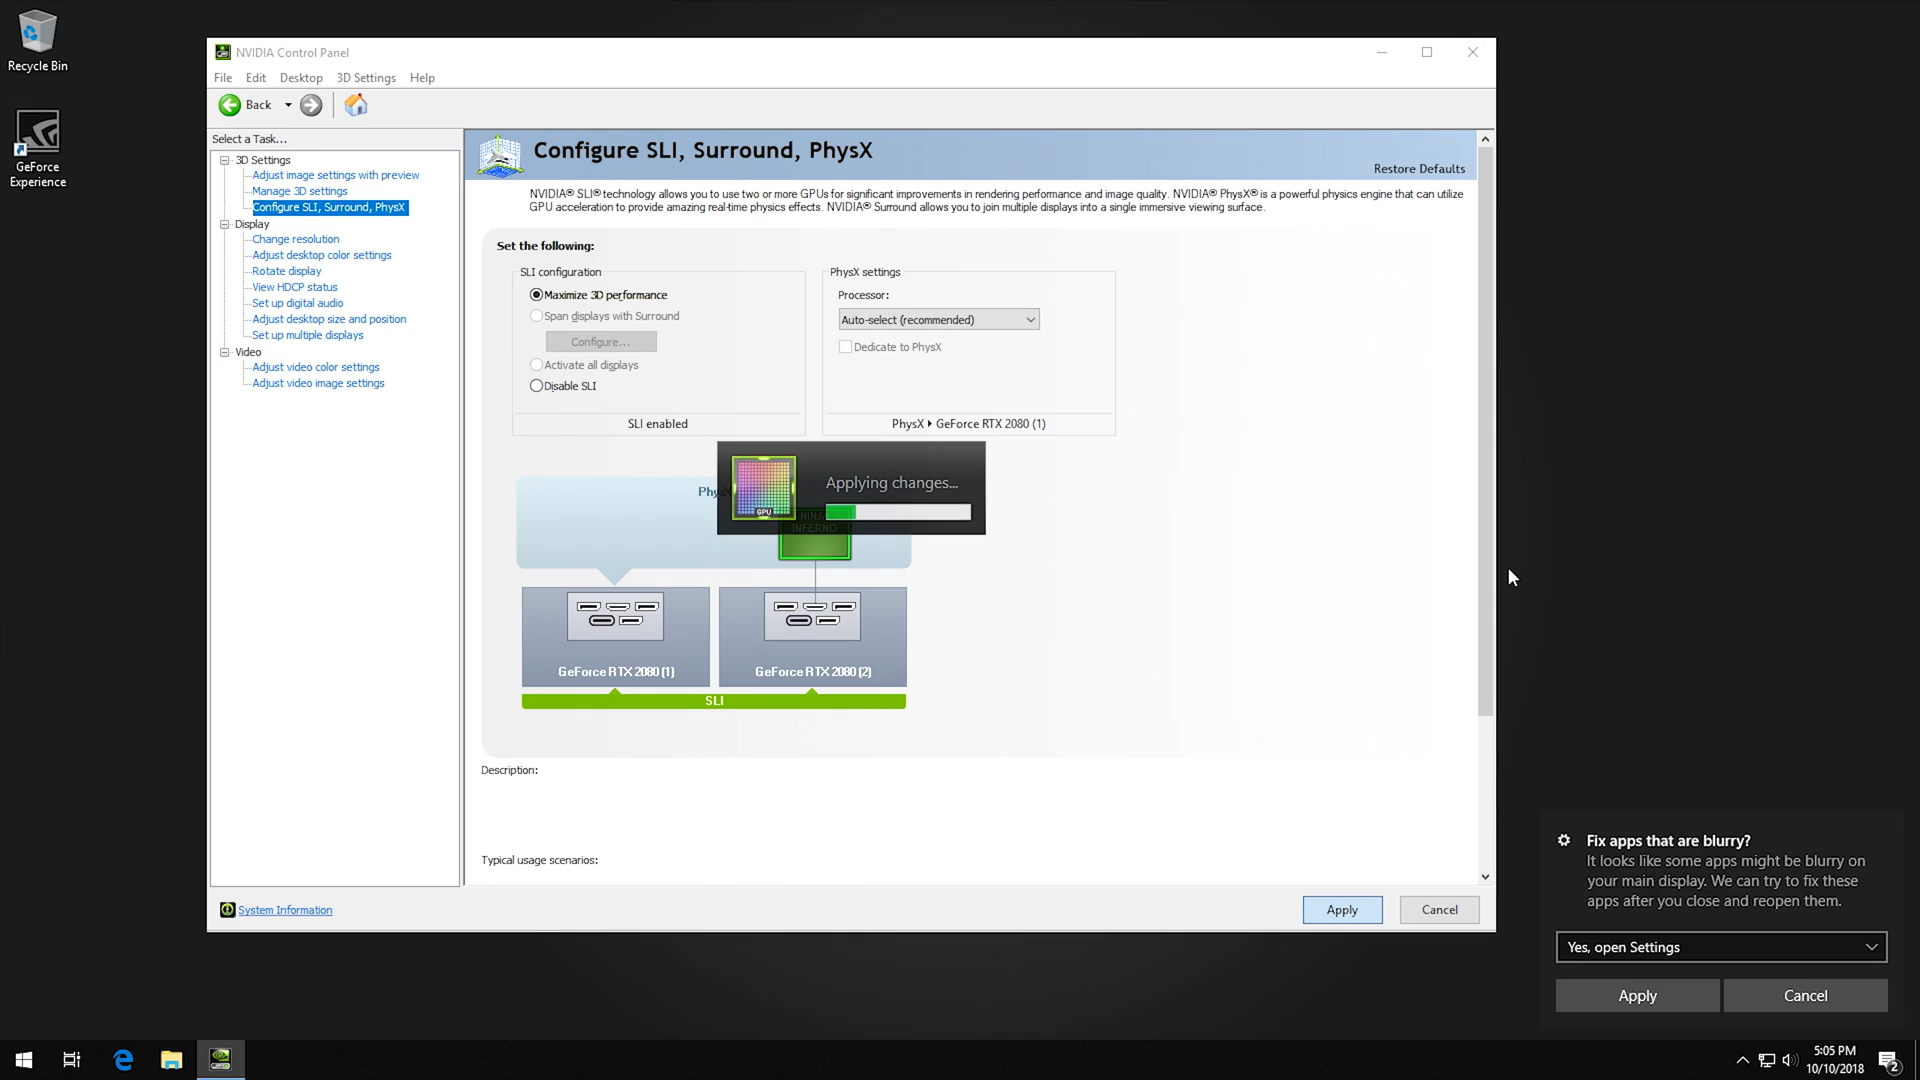 Recycle Bin
GeForce
Experience
NVIDIA Control Panel
File Edit Desktop 3D Settings Help
Back
Select a Task...
3D Settings
Adjust image settings with preview
Manage 3D settings
Configure SLI, Surround, PhysX
Display
Change resolution
Adjust desktop color settings
Rotate display
View HDCP status
Set up digital audio
Adjust desktop size and position
Set up multiple displays
Video
Adjust video color settings
Adjust video image settings
System Information
Configure SLI, Surround, PhysX
Restore Defaults
NVIDIA® SLI® technology allows you to use two or more GPUs for significant improvements in rendering performance and image quality. NVIDIA® PhysX® is a powerful physics engine that can utilize
GPU acceleration to provide amazing real-time physics effects. NVIDIA® Surround allows you to join multiple displays into a single immersive viewing surface.
Set the following:
SLI configuration
Maximize 3D performance
Span displays with Surround
Configure...
Activate all displays
Disable SLI
SLI enabled
PhysX settings
Processor:
Auto-select (recommended)
Dedicate to PhysX
PhysX GeForce RTX 2080 (1)
Applying changes...
GPU
NINJA
INFERNO
GeForce RTX 2080 (1)
GeForce RTX 2080 (2)
SLI
Description:
Typical usage scenarios:
Apply Cancel
Fix apps that are blurry?
It looks like some apps might be blurry on
your main display. We can try to fix these
apps after you close and reopen them.
Yes, open Settings
Apply Cancel
5:05 PM
10/10/2018
2